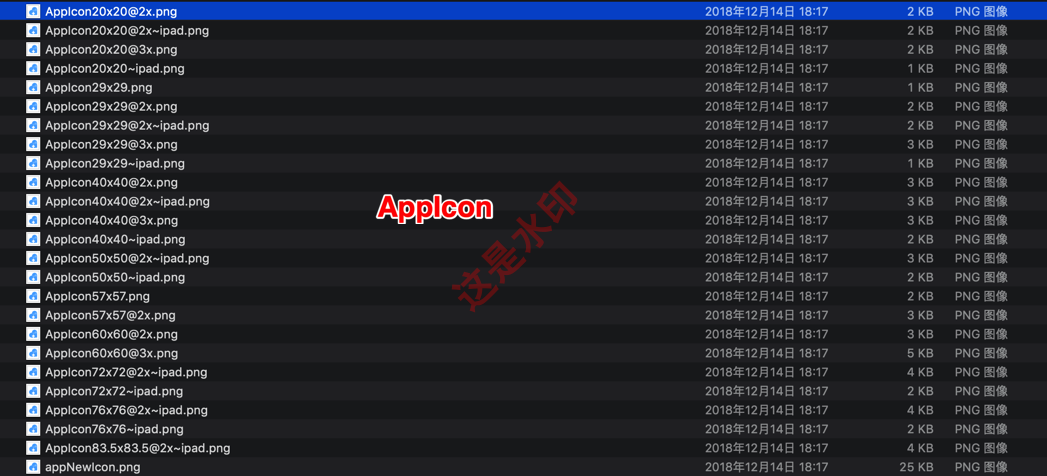 AppIcon20x20@2x.png 2018年12月14日 18:17 2 KB PNG 图像
AppIcon20x20@2x~ipad.png 2018年12月14日 18:17 2 KB PNG 图像
AppIcon20x20@3x.png 2018年12月14日 18:17 2 KB PNG 图像
AppIcon20x20~ipad.png 2018年12月14日 18:17 1 KB PNG 图像
AppIcon29x29.png 2018年12月14日 18:17 1 KB PNG 图像
AppIcon29x29@2x.png 2018年12月14日 18:17 2 KB PNG 图像
AppIcon29x29@2x~ipad.png 2018年12月14日 18:17 2 KB PNG 图像
AppIcon29x29@3x.png 2018年12月14日 18:17 3 KB PNG 图像
AppIcon29x29~ipad.png 2018年12月14日 18:17 1 KB PNG 图像
AppIcon40x40@2x.png 2018年12月14日 18:17 3 KB PNG 图像
AppIcon40x40@2x~ipad.png 2018年12月14日 18:17 3 KB PNG 图像
AppIcon
AppIcon40x40@3x.png 2018年12月14日 18:17 3 KB PNG 图像
AppIcon40x40~ipad.png 2018年12月14日 18:17 2 KB PNG 图像
这是水印
AppIcon50x50@2x~ipad.png 2018年12月14日 18:17 3 KB PNG 图像
AppIcon50x50~ipad.png 2018年12月14日 18:17 2 KB PNG 图像
AppIcon57x57.png 2018年12月14日 18:17 2 KB PNG 图像
AppIcon57x57@2x.png 2018年12月14日 18:17 3 KB PNG 图像
AppIcon60x60@2x.png 2018年12月14日 18:17 3 KB PNG 图像
AppIcon60x60@3x.png 2018年12月14日 18:17 5 KB PNG 图像
AppIcon72x72@2x~ipad.png 2018年12月14日 18:17 4 KB PNG 图像
AppIcon72x72~ipad.png 2018年12月14日 18:17 2 KB PNG 图像
AppIcon76x76@2x~ipad.png 2018年12月14日 18:17 4 KB PNG 图像
AppIcon76x76~ipad.png 2018年12月14日 18:17 2 KB PNG 图像
AppIcon83.5x83.5@2x~ipad.png 2018年12月14日 18:17 4 KB PNG 图像
appNewIcon.png 2018年12月14日 18:17 25 KB PNG 图像